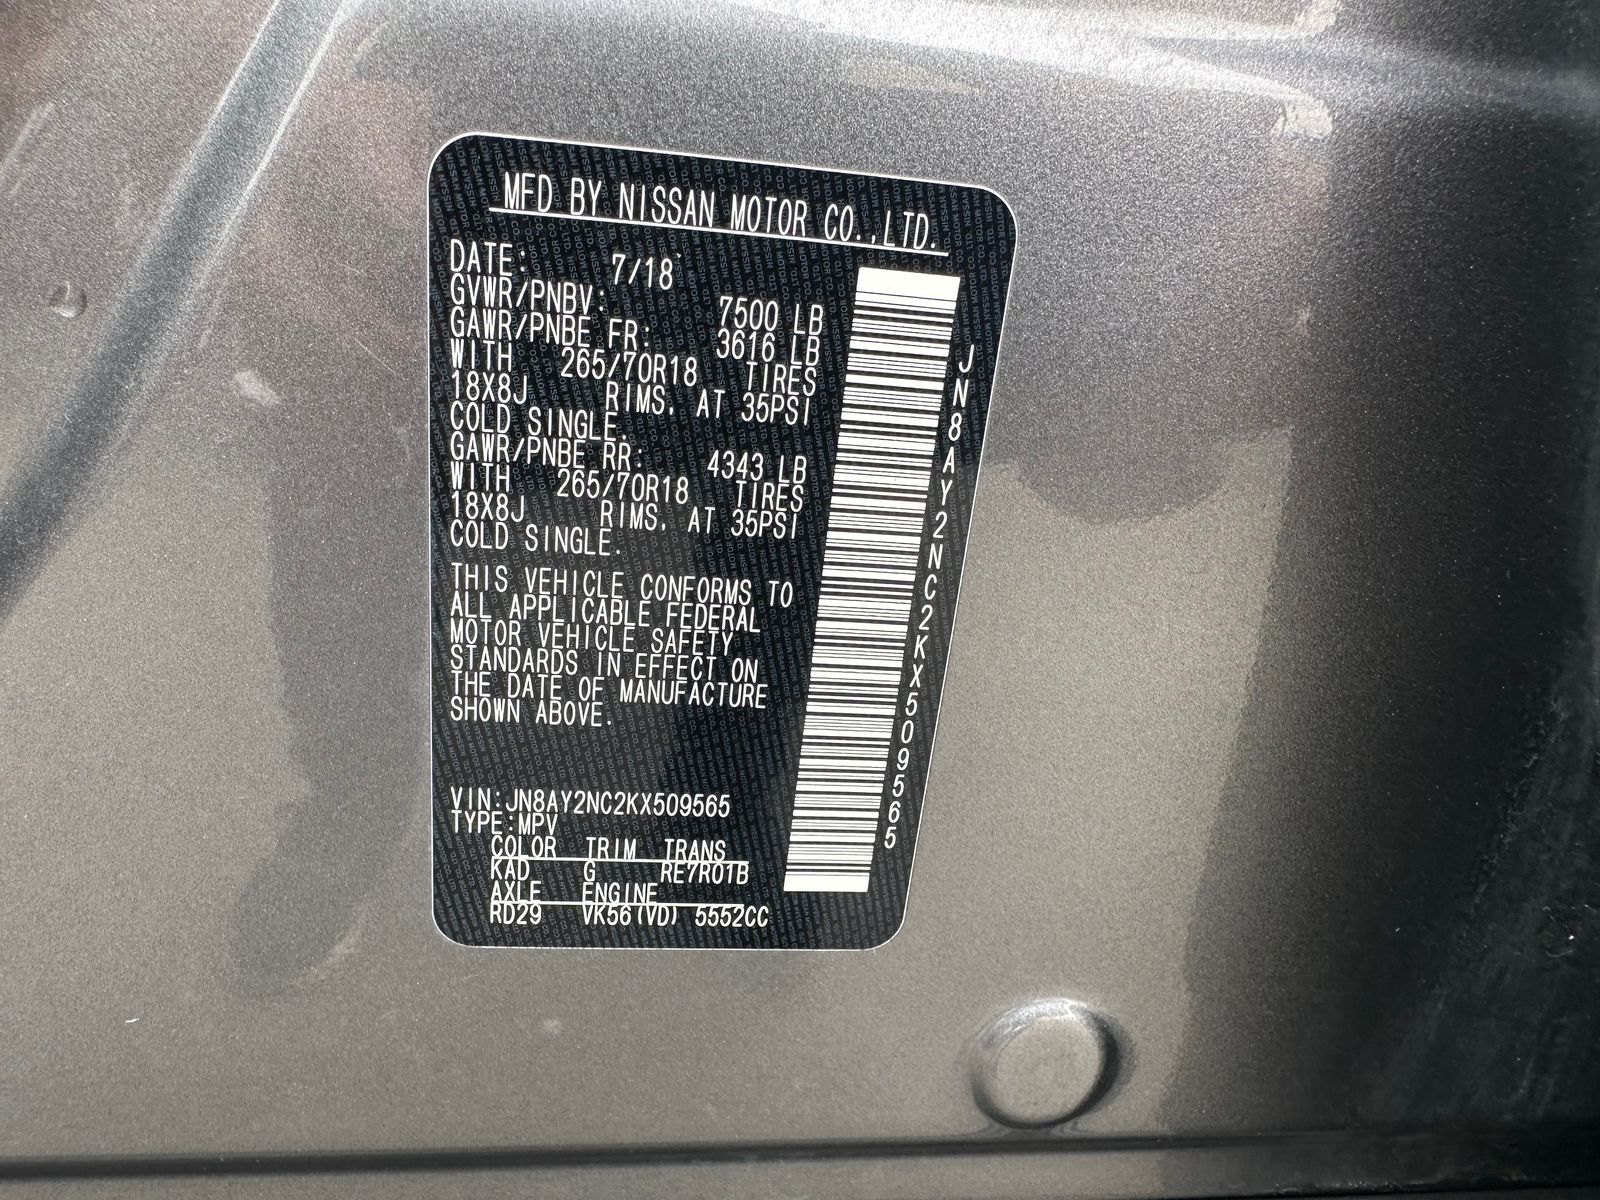 MFD BY NISSAN MOTOR CO.,LTD.
DATE: 7/18
GVWR/PNBV: 7500 LB
GAWR/PNBE FR: 3616 LB
WITH 265/70R18 TIRES
18X8J RIMS, AT 35PSI
COLD SINGLE.
GAWR/PNBE RR: 4343 LB
WITH 265/70R18 TIRES
18X8J RIMS, AT 35PSI
COLD SINGLE.
THIS VEHICLE CONFORMS TO
ALL APPLICABLE FEDERAL
MOTOR VEHICLE SAFETY
STANDARDS IN EFFECT ON
THE DATE OF MANUFACTURE
SHOWN ABOVE.
VIN:JN8AY2NC2KX509565
TYPE:MPV
COLOR TRIM TRANS
KAD G RE7R01B
AXLE ENGINE
RD29 VK56(VD) 5552CC
JN8AY2NC2KX509565